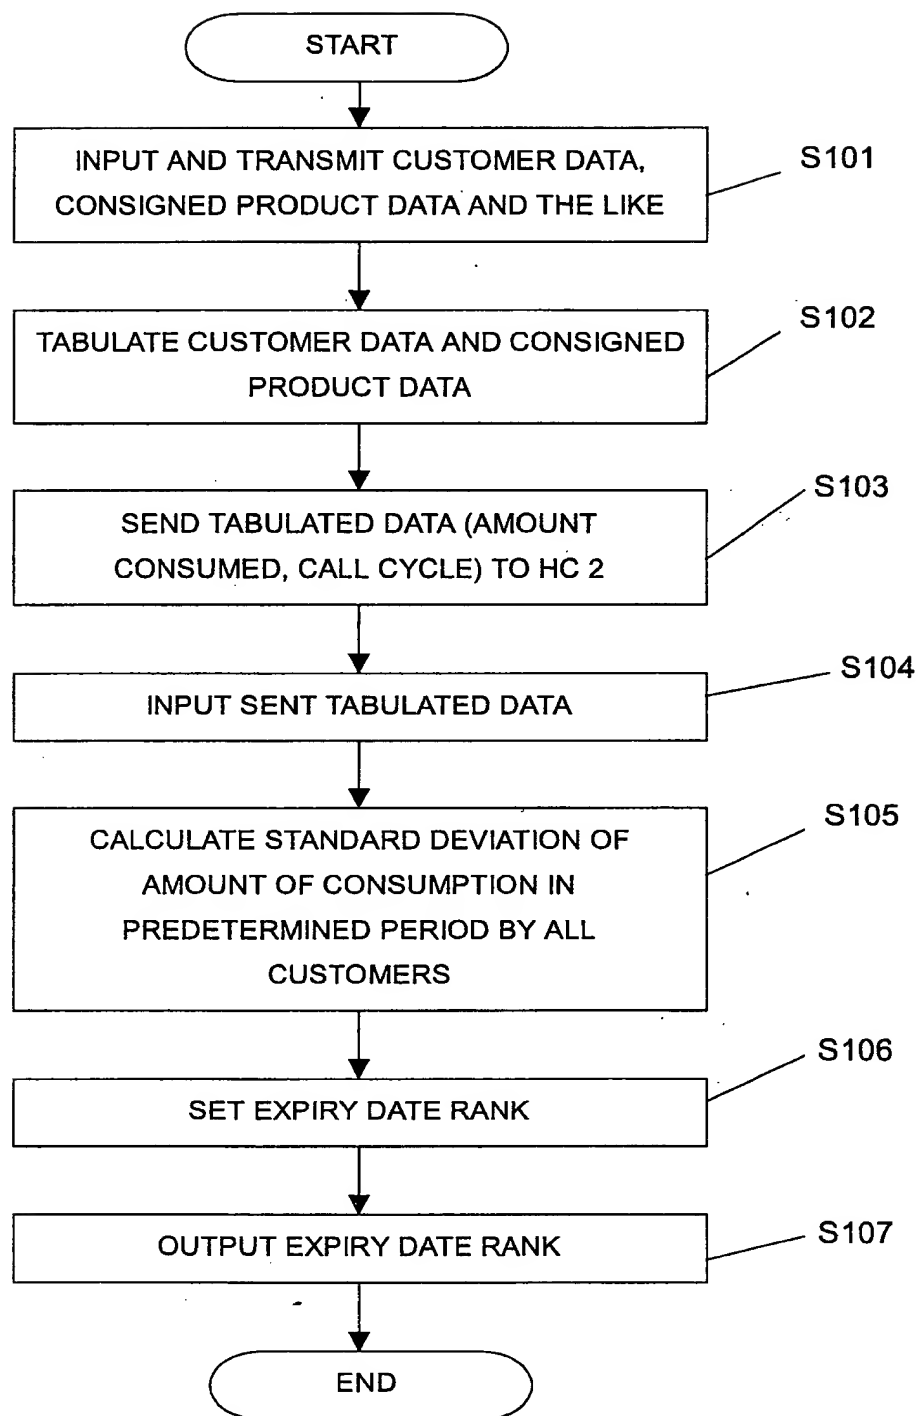 START
INPUT AND TRANSMIT CUSTOMER DATA,
CONSIGNED PRODUCT DATA AND THE LIKE
S101
TABULATE CUSTOMER DATA AND CONSIGNED
PRODUCT DATA
S102
SEND TABULATED DATA (AMOUNT
CONSUMED, CALL CYCLE) TO HC 2
S103
INPUT SENT TABULATED DATA
S104
CALCULATE STANDARD DEVIATION OF
AMOUNT OF CONSUMPTION IN
PREDETERMINED PERIOD BY ALL
CUSTOMERS
S105
SET EXPIRY DATE RANK
S106
OUTPUT EXPIRY DATE RANK
S107
END